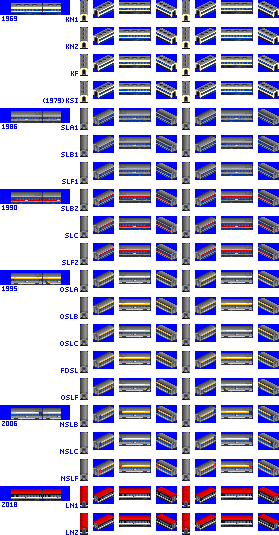 1969 KN1
KN2
KF
(1979)KSI
1986 SLA1
SLB1
SLF1
1990 SLB2
SLC
SLF2
1995 OSLA
OSLB
OSLC
FDSL
OSLF
2006 NSLB
NSLC
NSLF
2018 LN1
LN2